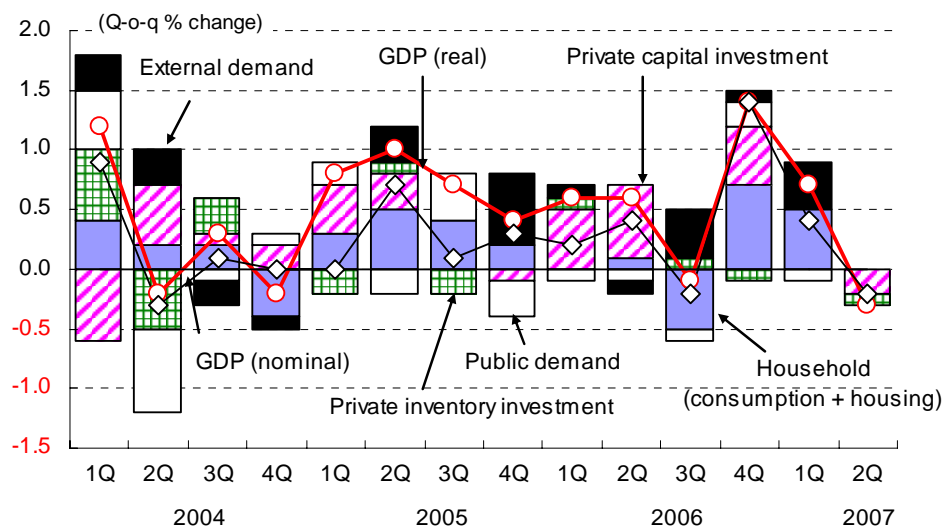 (Q-o-q % change)
2.0
1.5
1.0
0.5
0.0
-0.5
-1.0
-1.5
External demand
GDP (real)
Private capital investment
GDP (nominal)
Public demand
Private inventory investment
Household
(consumption + housing)
1Q 2Q 3Q 4Q 1Q 2Q 3Q 4Q 1Q 2Q 3Q 4Q 1Q 2Q
2004 2005 2006 2007